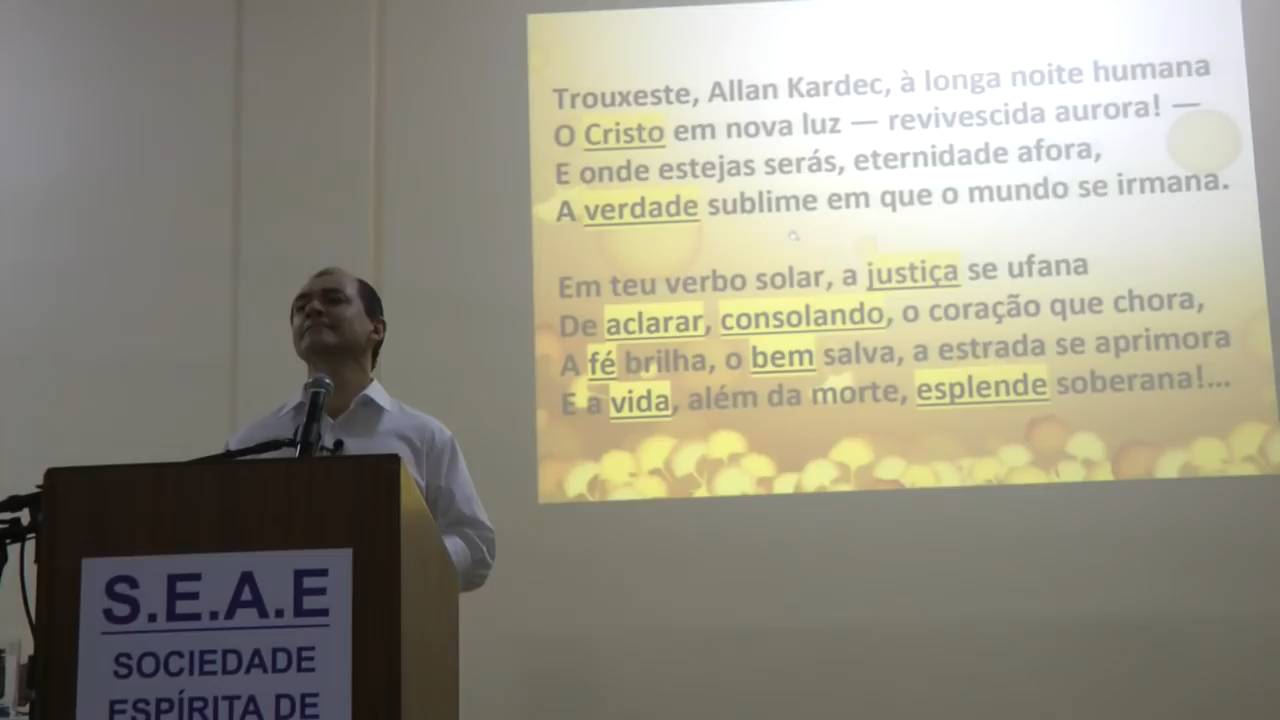 Trouxeste, Allan Kardec, à longa noite humana
O Cristo em nova luz — revivescida aurora! —
E onde estejas serás, eternidade afora,
A verdade sublime em que o mundo se irmana.
Em teu verbo solar, a justiça se ufana
De aclarar, consolando, o coração que chora,
A fé brilha, o bem salva, a estrada se aprimora
E a vida, além da morte, esplende soberana!...
S.E.A.E
SOCIEDADE
ESPÍRITA DE